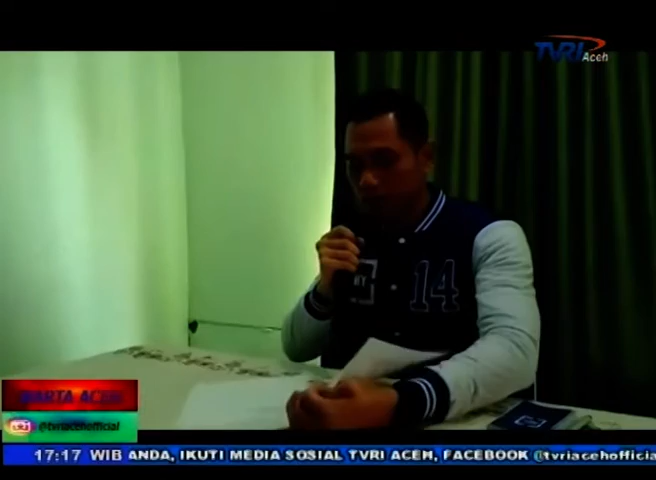 TVRI Aceh
14
WARTA ACEH
@tvriacehofficial
17:17 WIB ANDA, IKUTI MEDIA SOSIAL TVRI ACEH, FACEBOOK @tvriacehofficia